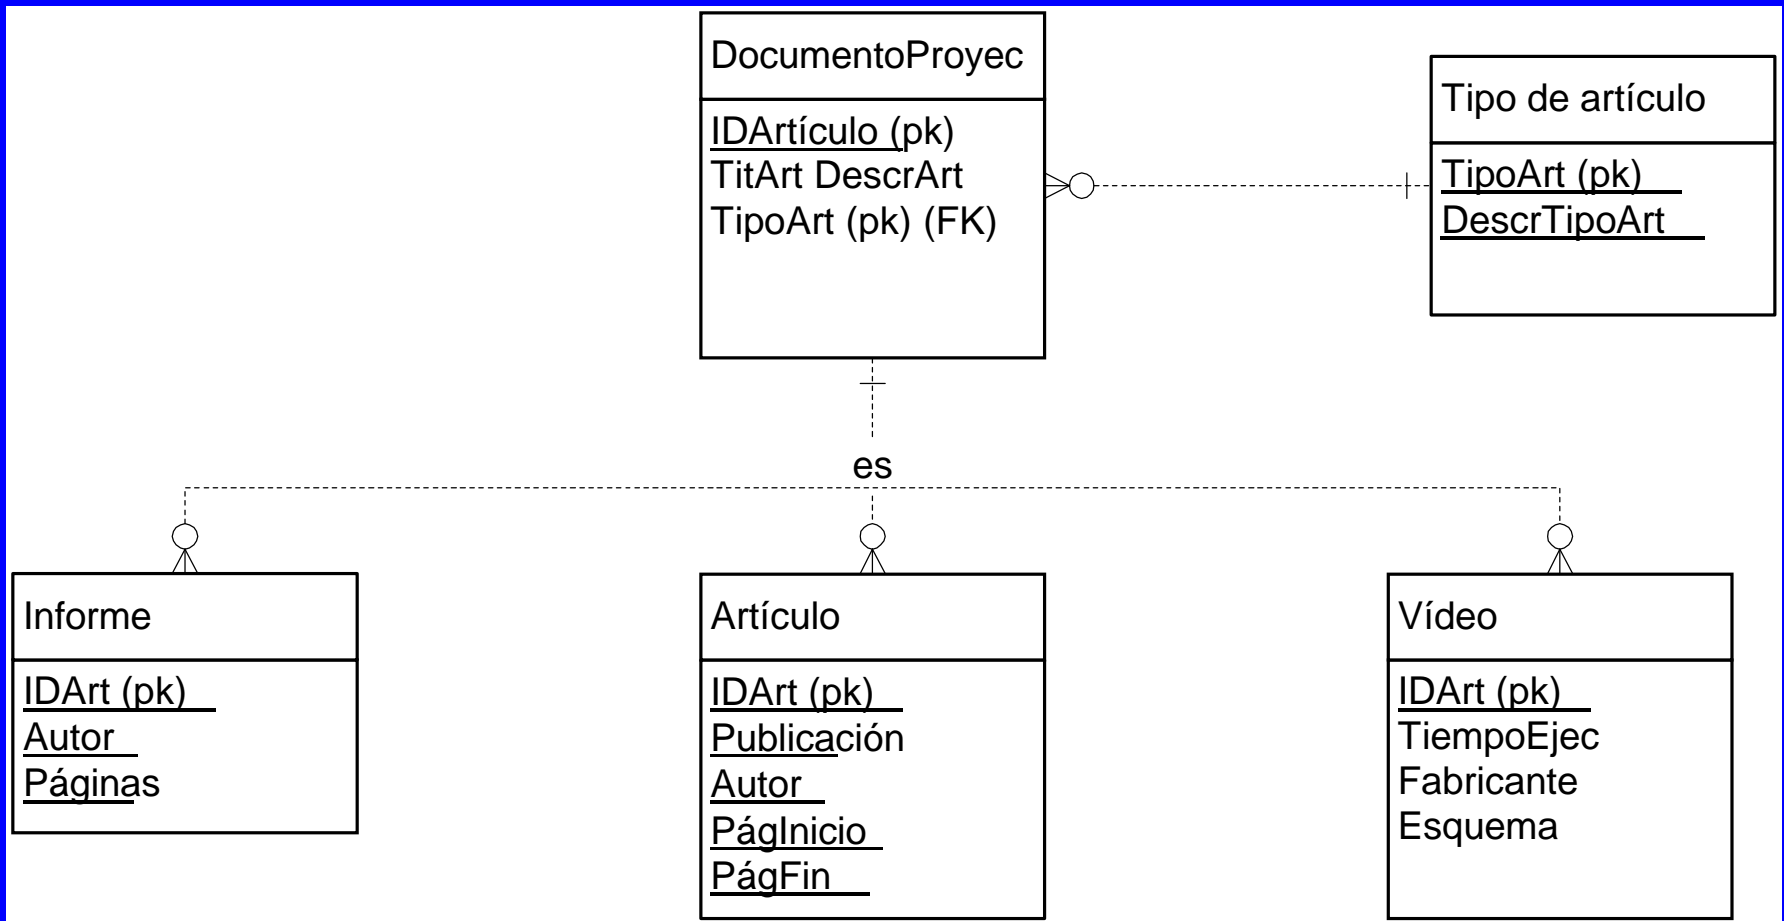 DocumentoProyec
IDArtículo (pk)
TitArt DescrArt
TipoArt (pk) (FK)
Tipo de artículo
TipoArt (pk)
DescrTipoArt
es
Informe
IDArt (pk)
Autor
Páginas
Artículo
IDArt (pk)
Publicación
Autor
PágInicio
PágFin
Vídeo
IDArt (pk)
TiempoEjec
Fabricante
Esquema